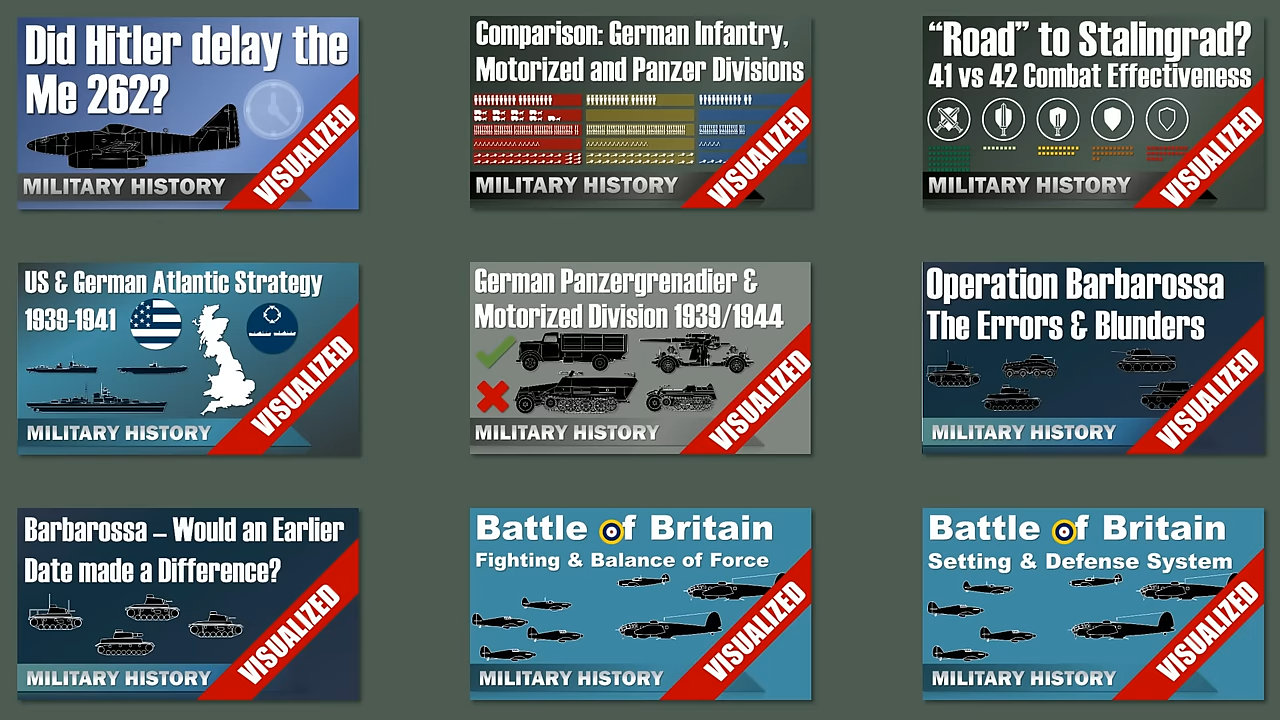 Did Hitler delay the
Me 262?
MILITARY HISTORY
VISUALIZED
Comparison: German Infantry,
Motorized and Panzer Divisions
MILITARY HISTORY
VISUALIZED
“Road” to Stalingrad?
41 vs 42 Combat Effectiveness
MILITARY HISTORY
VISUALIZED
US & German Atlantic Strategy
1939-1941
MILITARY HISTORY
VISUALIZED
German Panzergrenadier &
Motorized Division 1939/1944
MILITARY HISTORY
VISUALIZED
Operation Barbarossa
The Errors & Blunders
MILITARY HISTORY
VISUALIZED
Barbarossa – Would an Earlier
Date made a Difference?
MILITARY HISTORY
VISUALIZED
Battle of Britain
Fighting & Balance of Force
MILITARY HISTORY
VISUALIZED
Battle of Britain
Setting & Defense System
MILITARY HISTORY
VISUALIZED